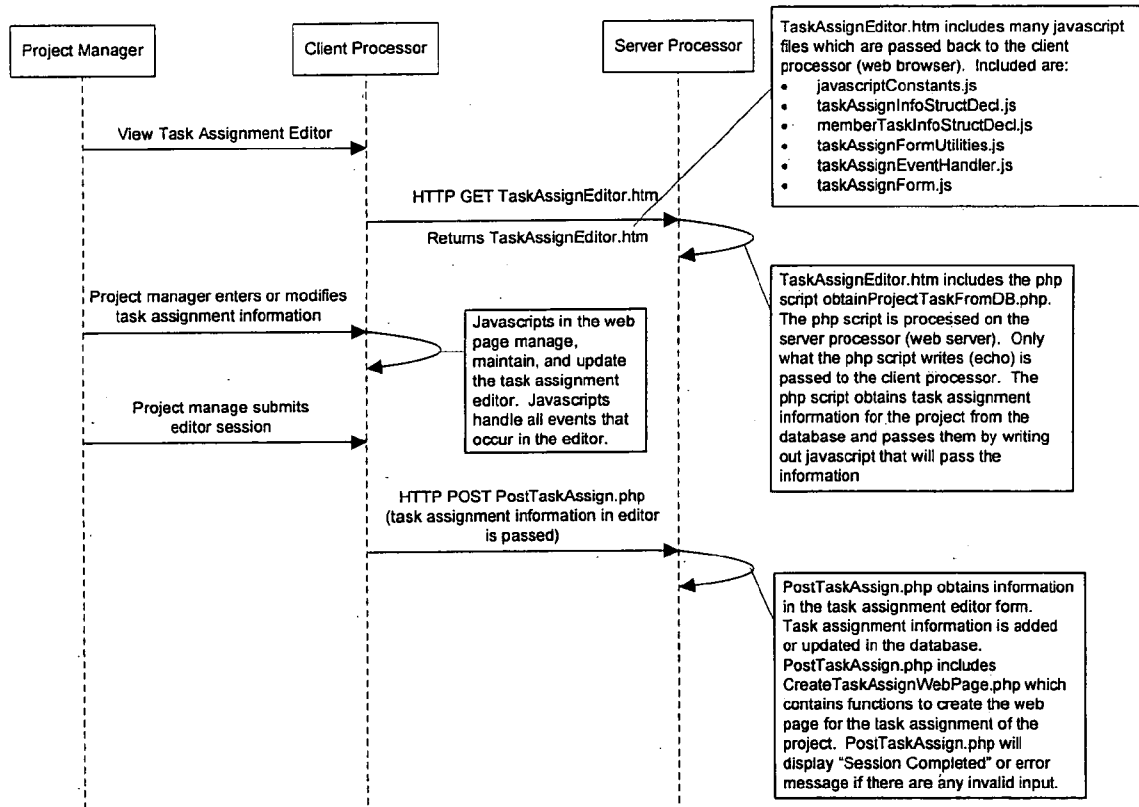 Project Manager
Client Processor
Server Processor
TaskAssignEditor.htm includes many javascript
files which are passed back to the client
processor (web browser). Included are:
• javascriptConstants.js
• taskAssignInfoStructDecl.js
• memberTaskInfoStructDecl.js
• taskAssignFormUtilities.js
• taskAssignEventHandler.js
• taskAssignForm.js
View Task Assignment Editor
HTTP GET TaskAssignEditor.htm
Returns TaskAssignEditor.htm
TaskAssignEditor.htm includes the php
script obtainProjectTaskFromDB.php.
The php script is processed on the
server processor (web server). Only
what the php script writes (echo) is
passed to the client processor. The
php script obtains task assignment
information for the project from the
database and passes them by writing
out javascript that will pass the
information
Project manager enters or modifies
task assignment information
Javascripts in the web
page manage,
maintain, and update
the task assignment
editor. Javascripts
handle all events that
occur in the editor.
Project manage submits
editor session
HTTP POST PostTaskAssign.php
(task assignment information in editor
is passed)
PostTaskAssign.php obtains information
in the task assignment editor form.
Task assignment information is added
or updated in the database.
PostTaskAssign.php includes
CreateTaskAssignWebPage.php which
contains functions to create the web
page for the task assignment of the
project. PostTaskAssign.php will
display "Session Completed" or error
message if there are any invalid input.